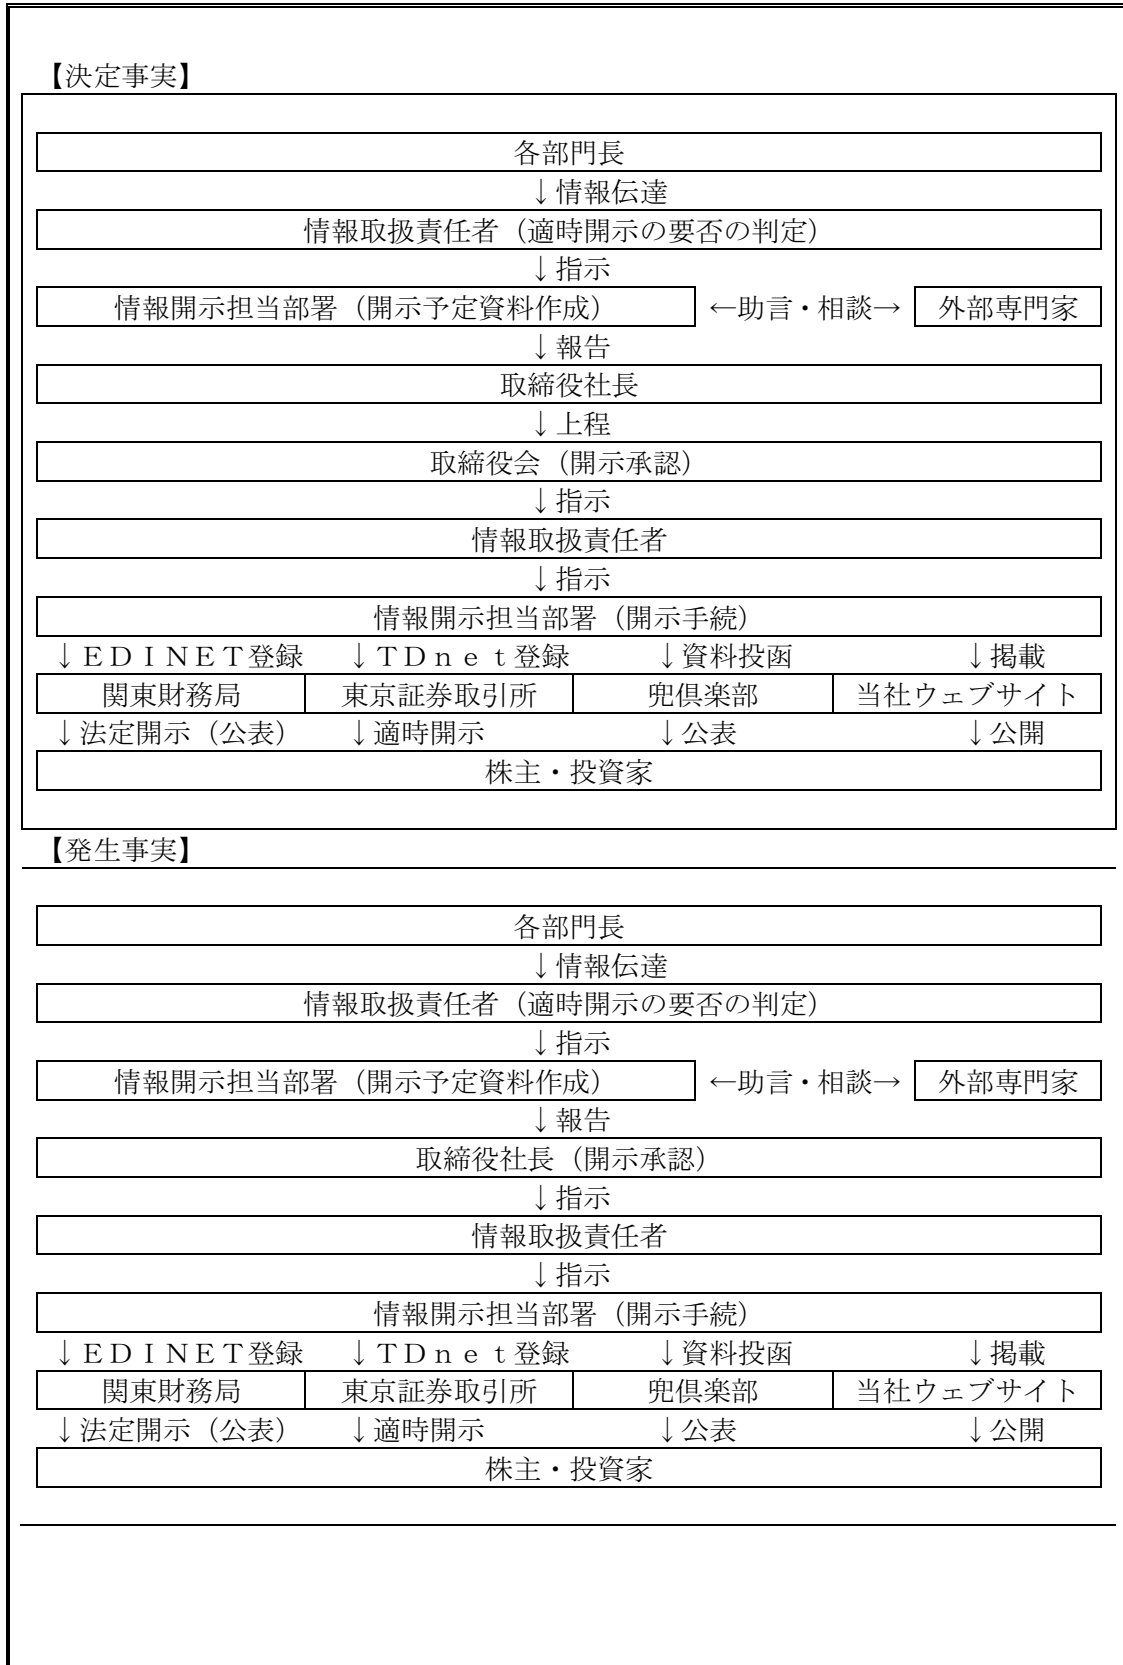 【決定事実】
各部門長
↓情報伝達
情報取扱責任者（適時開示の要否の判定）
↓指示
情報開示担当部署（開示予定資料作成） ←助言・相談→ 外部専門家
↓報告
取締役社長
↓上程
取締役会（開示承認）
↓指示
情報取扱責任者
↓指示
情報開示担当部署（開示手続）
↓ＥＤＩＮＥＴ登録 ↓ＴＤｎｅｔ登録 ↓資料投函 ↓掲載
関東財務局 東京証券取引所 兜倶楽部 当社ウェブサイト
↓法定開示（公表） ↓適時開示 ↓公表 ↓公開
株主・投資家
【発生事実】
各部門長
↓情報伝達
情報取扱責任者（適時開示の要否の判定）
↓指示
情報開示担当部署（開示予定資料作成） ←助言・相談→ 外部専門家
↓報告
取締役社長（開示承認）
↓指示
情報取扱責任者
↓指示
情報開示担当部署（開示手続）
↓ＥＤＩＮＥＴ登録 ↓ＴＤｎｅｔ登録 ↓資料投函 ↓掲載
関東財務局 東京証券取引所 兜倶楽部 当社ウェブサイト
↓法定開示（公表） ↓適時開示 ↓公表 ↓公開
株主・投資家